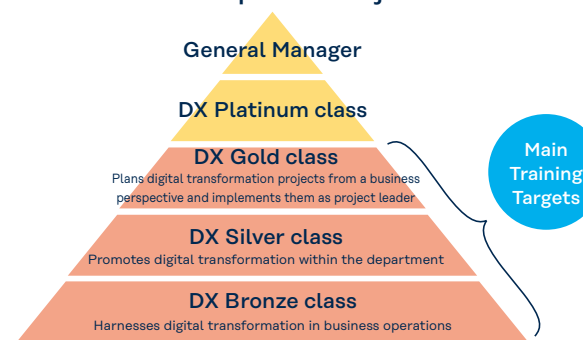 General Manager
DX Platinum class
DX Gold class
Plans digital transformation projects from a business
perspective and implements them as project leader
DX Silver class
Promotes digital transformation within the department
DX Bronze class
Harnesses digital transformation in business operations
Main
Training
Targets